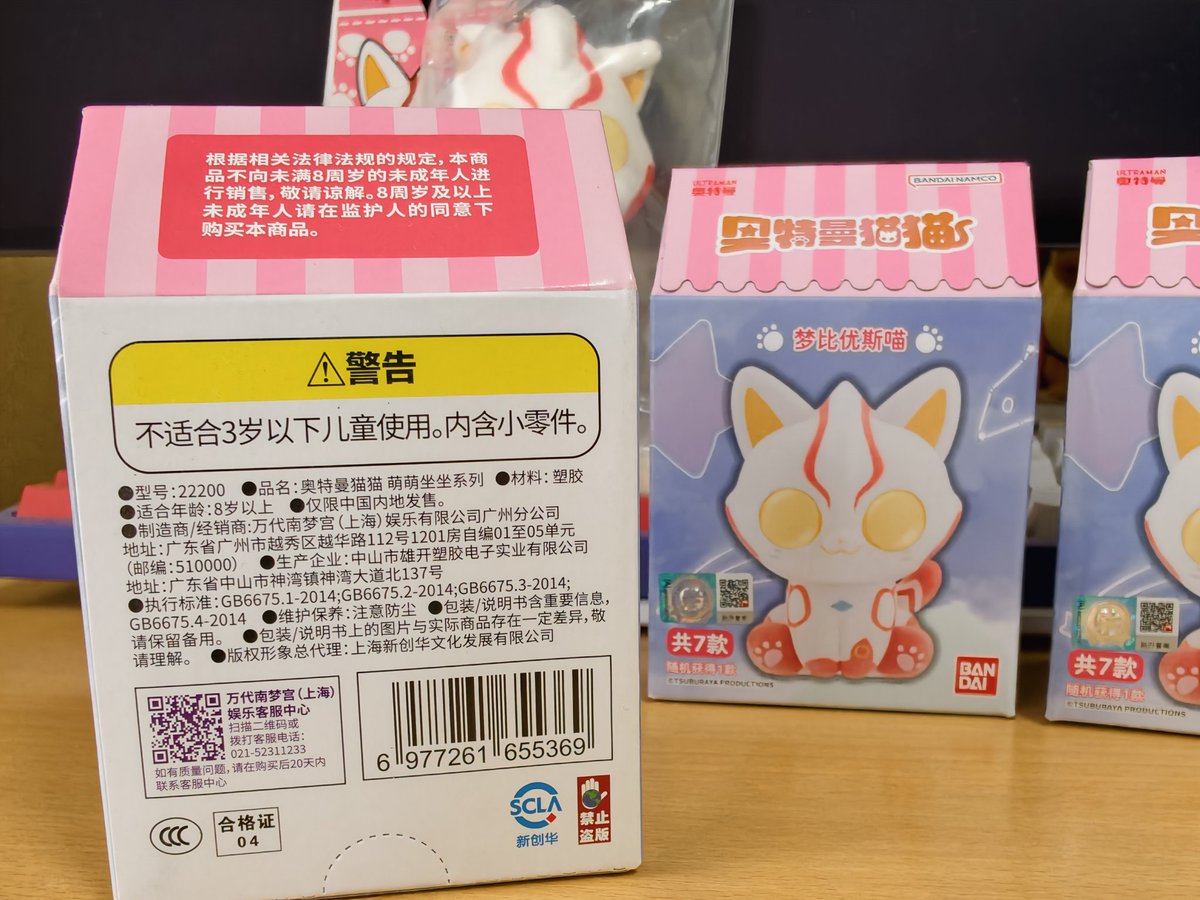 根据相关法律法规的规定,本商
品不向未满8周岁的未成年人进
行销售,敬请谅解。8周岁及以上
未成年人请在监护人的同意下
购买本商品。
⚠警告
不适合3岁以下儿童使用。内含小零件。
●型号:22200 ●品名:奥特曼猫猫 萌萌坐坐系列 ●材料:塑胶
●适合年龄:8岁以上 ●仅限中国内地发售。
●制造商/经销商:万代南梦宫(上海)娱乐有限公司广州分公司
地址:广东省广州市越秀区越华路112号1201房自编01至05单元
(邮编:510000) ●生产企业:中山市雄开塑胶电子实业有限公司
地址:广东省中山市神湾镇神湾大道北137号
●执行标准:GB6675.1-2014;GB6675.2-2014;GB6675.3-2014;
GB6675.4-2014 ●维护保养:注意防尘 ●包装/说明书含重要信息,
请保留备用。 ●包装/说明书上的图片与实际商品存在一定差异,敬
请理解。 ●版权形象总代理:上海新创华文化发展有限公司
万代南梦宫(上海)
娱乐客服中心
扫描二维码或
拨打客服电话:
021-52311233
如有质量问题,请在购买后20天内
联系客服中心
6 977261 655369
CCC
合格证
04
SCLA
新创华
禁止
盗版
ULTRAMAN
奥特曼
BANDAI NAMCO
奥特曼猫猫
梦比优斯喵
共7款
随机获得1款
©TSUBURAYA PRODUCTIONS
BAN
DAI
ULTRAMAN
奥特曼
共7款
随机获得1款
©TSUBURAYA PRODUCTIONS